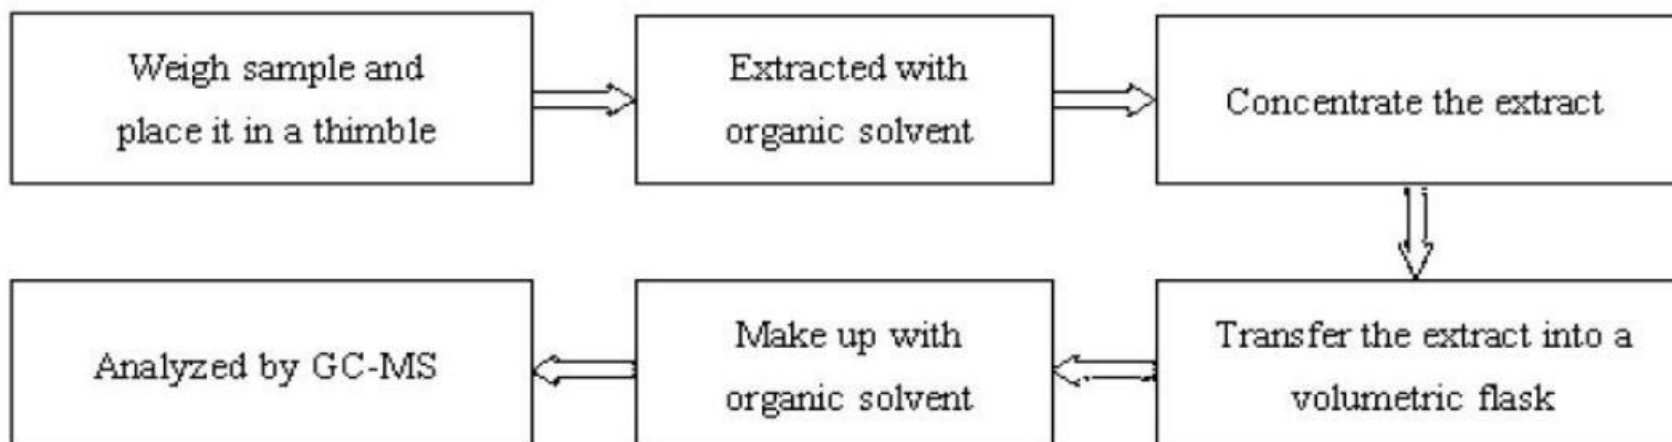 Weigh sample and
place it in a thimble
Extracted with
organic solvent
Concentrate the extract
Transfer the extract into a
volumetric flask
Make up with
organic solvent
Analyzed by GC-MS